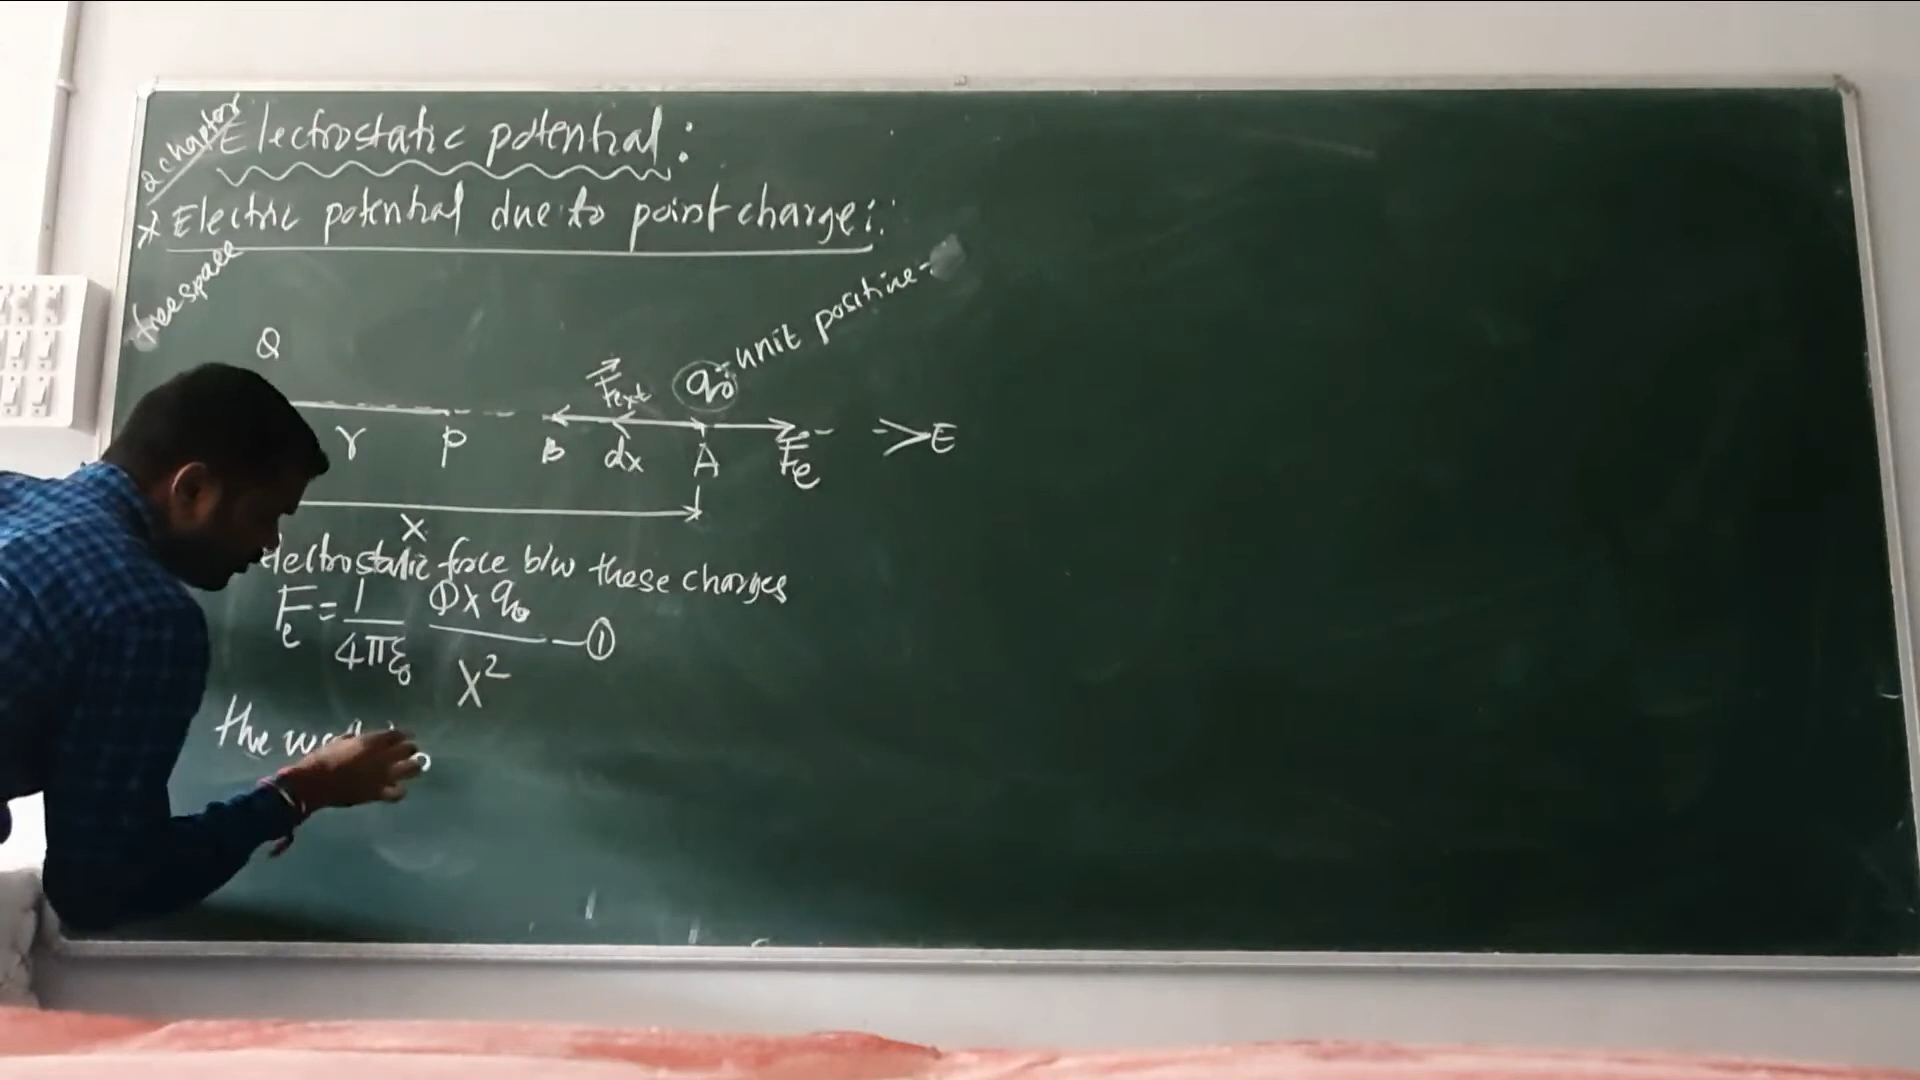 2 chapter
Electrostatic potential:
* Electric potential due to point charge:
free space
Q
unit positive
F⃗ext
q₀
r P B dx A Fe E
x
electrostatic force b/w these charges
Fe = 1/4πε₀ Q×q₀/x² — ①
the